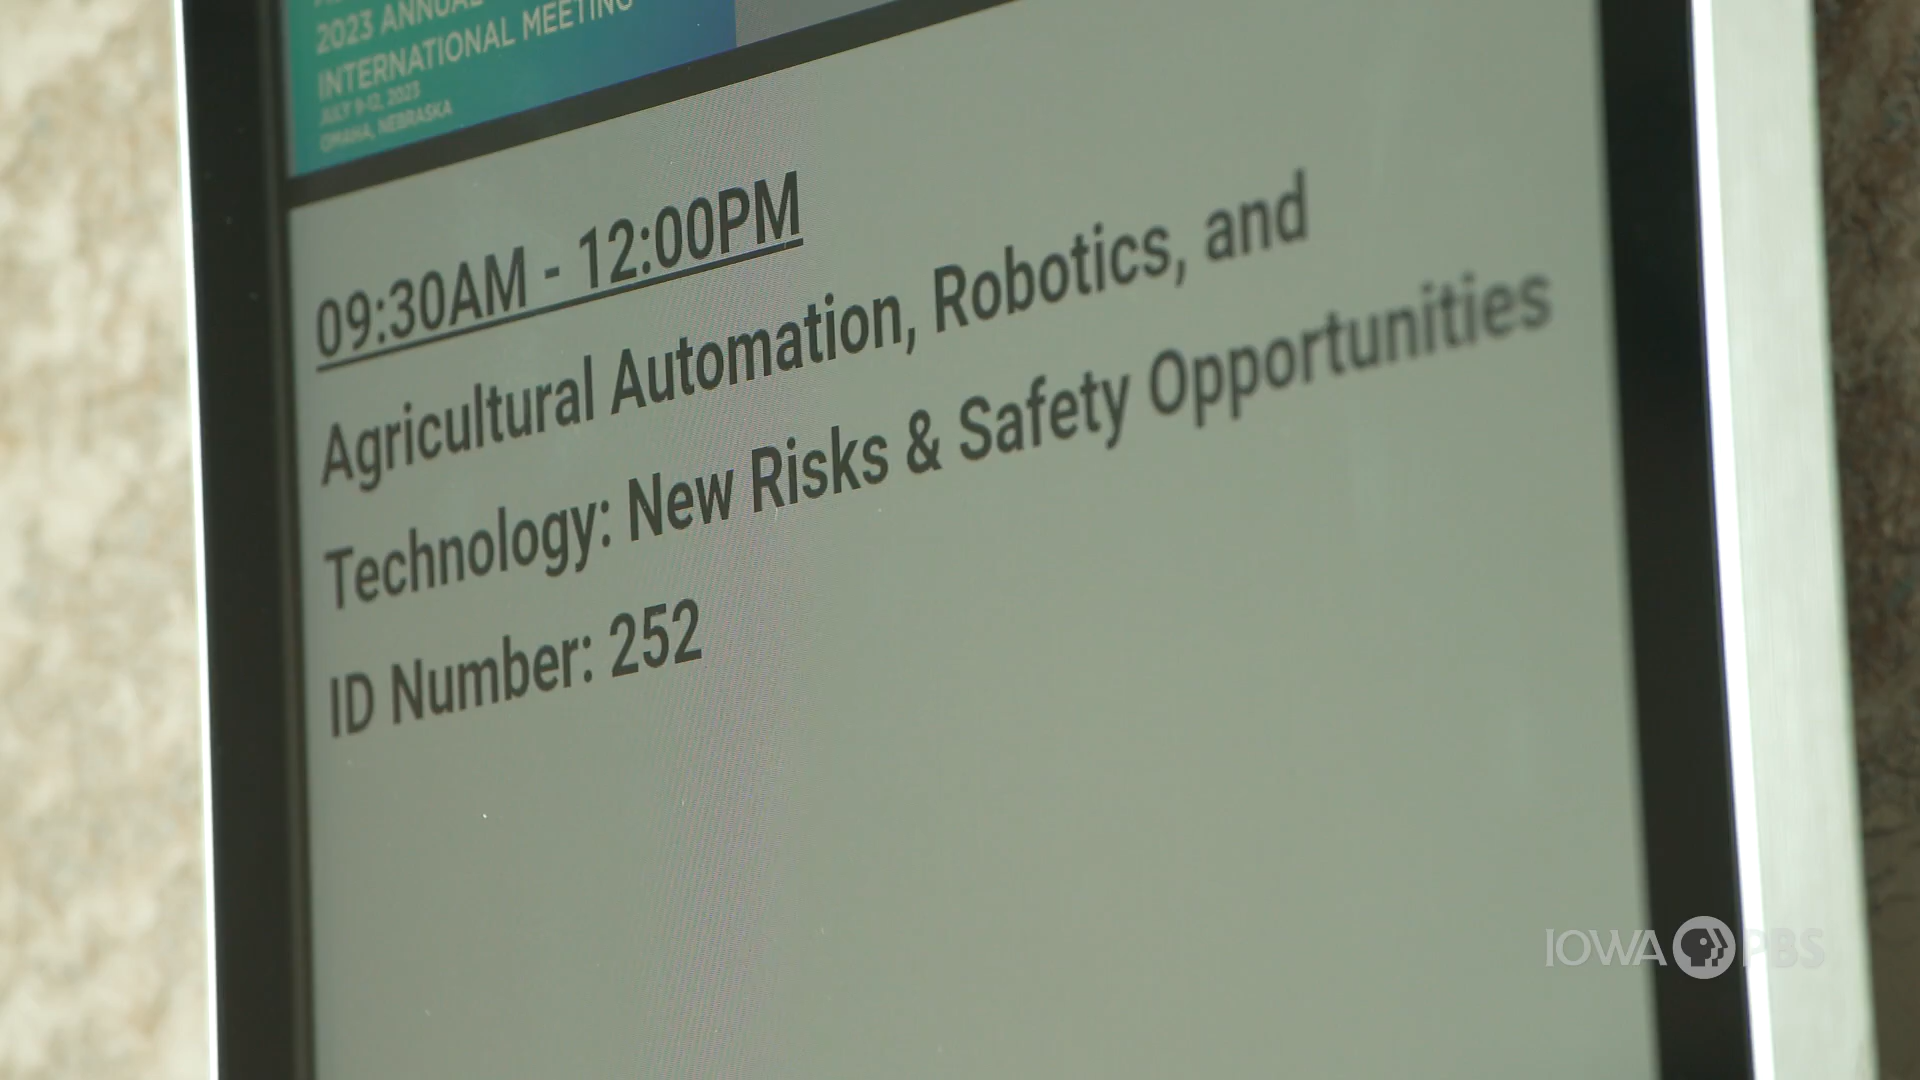 2023 ANNUAL
INTERNATIONAL MEETING
JULY 9-12, 2023
OMAHA, NEBRASKA
09:30AM - 12:00PM
Agricultural Automation, Robotics, and
Technology: New Risks & Safety Opportunities
ID Number: 252
IOWA PBS